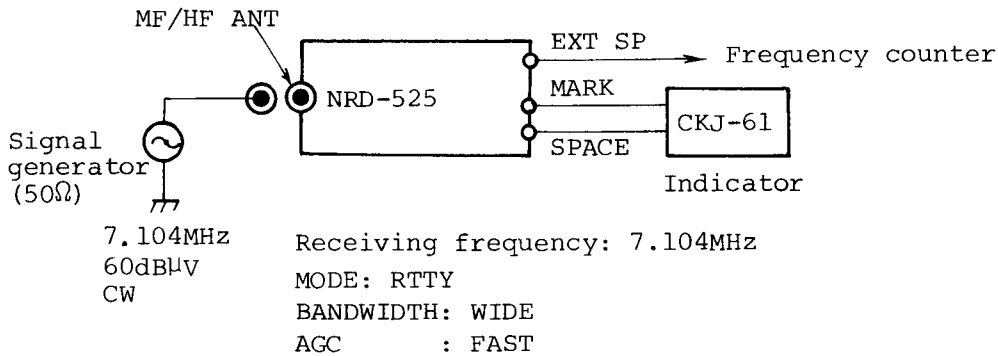 MF/HF ANT
EXT SP
Frequency counter
NRD-525
MARK
CKJ-61
SPACE
Indicator
Signal
generator
(50Ω)
7.104MHz
60dBμV
CW
Receiving frequency: 7.104MHz
MODE: RTTY
BANDWIDTH: WIDE
AGC : FAST